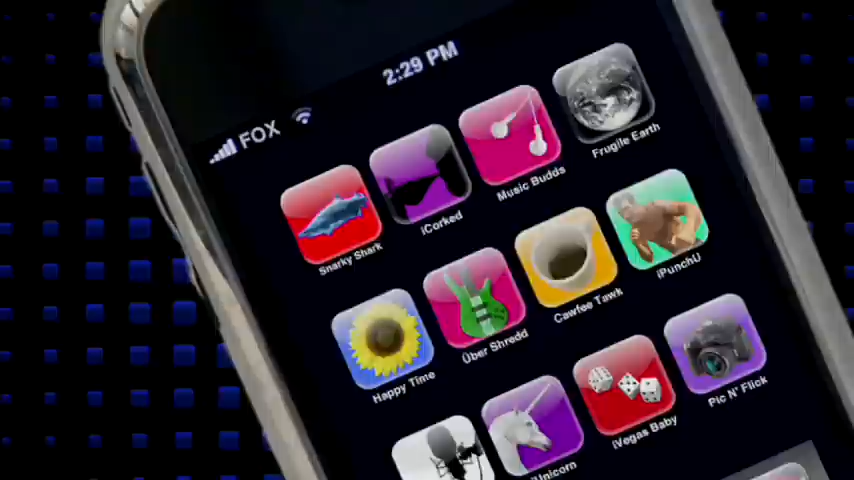 2:29 PM
FOX
Snarky Shark
iCorked
Music Budds
Frugile Earth
Happy Time
Über Shredd
Cawfee Tawk
iPunchU
iUnicorn
iVegas Baby
Pic N' Flick